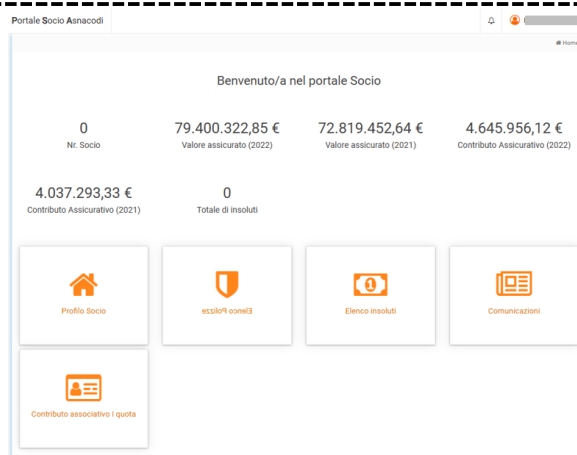 Portale Socio Asnacodi
Home
Benvenuto/a nel portale Socio
0
Nr. Socio
79.400.322,85 €
Valore assicurato (2022)
72.819.452,64 €
Valore assicurato (2021)
4.645.956,12 €
Contributo Assicurativo (2022)
4.037.293,33 €
Contributo Assicurativo (2021)
0
Totale di insoluti
Profilo Socio
Elenco Polizze
1
Elenco insoluti
Comunicazioni
Contributo associativo I quota